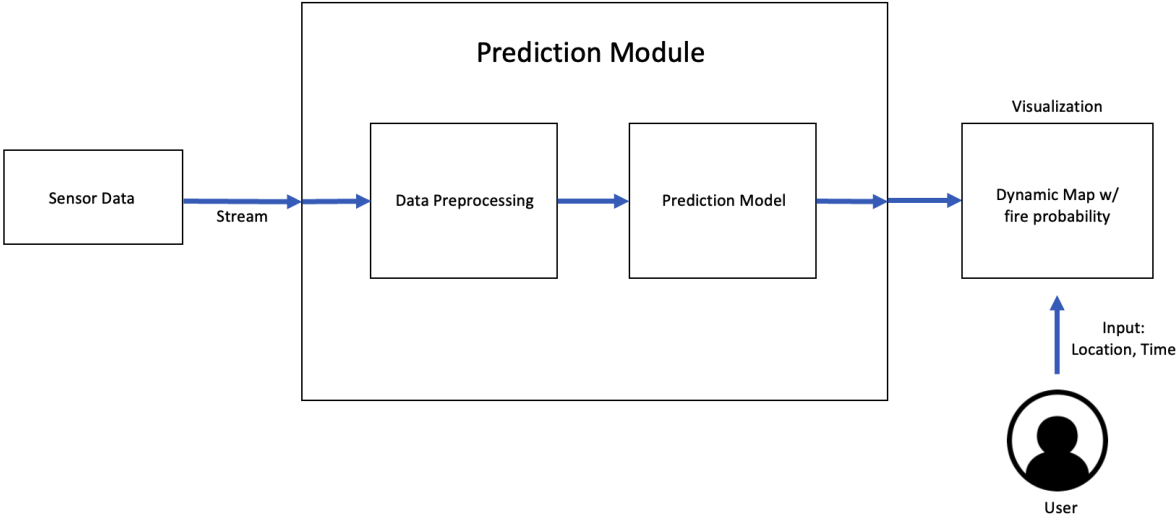 Prediction Module
Visualization
Sensor Data
Stream
Data Preprocessing
Prediction Model
Dynamic Map w/
fire probability
Input:
Location, Time
User